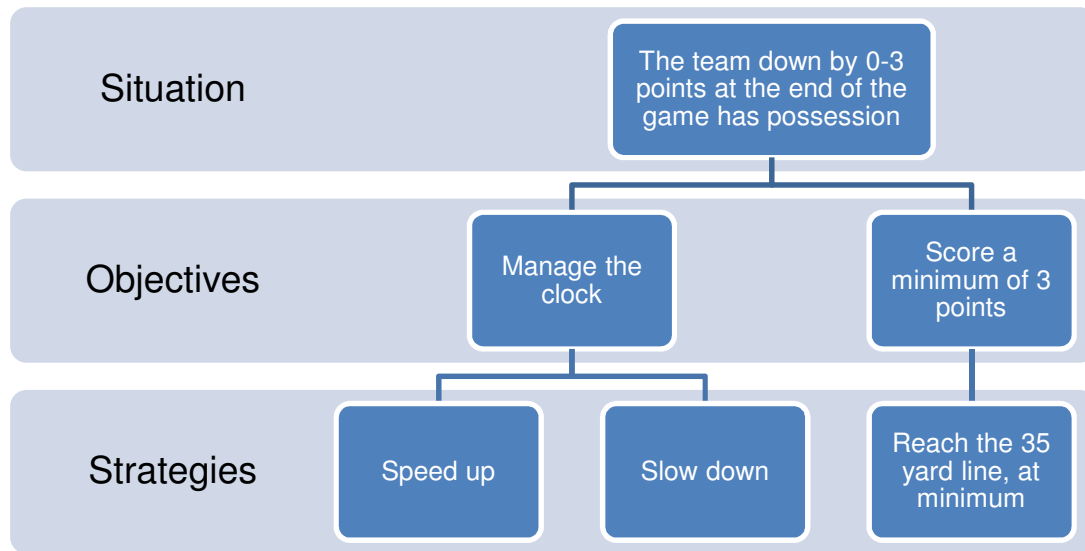 Situation
The team down by 0-3
points at the end of the
game has possession
Objectives
Manage the
clock
Score a
minimum of 3
points
Strategies
Speed up
Slow down
Reach the 35
yard line, at
minimum